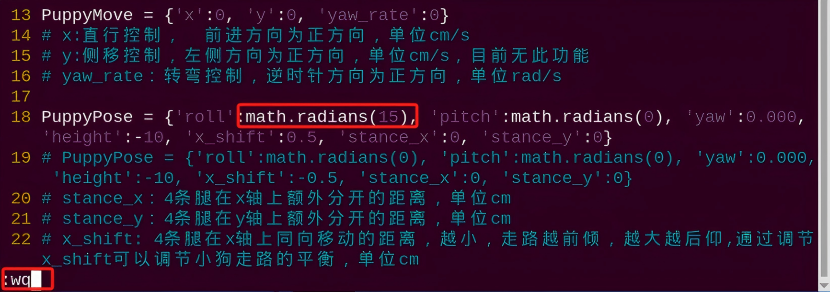 13 PuppyMove = {'x':0, 'y':0, 'yaw_rate':0}
14 # x:直行控制， 前进方向为正方向，单位cm/s
15 # y:侧移控制，左侧方向为正方向，单位cm/s，目前无此功能
16 # yaw_rate：转弯控制，逆时针方向为正方向，单位rad/s
17
18 PuppyPose = {'roll':math.radians(15), 'pitch':math.radians(0), 'yaw':0.000,
'height':-10, 'x_shift':0.5, 'stance_x':0, 'stance_y':0}
19 # PuppyPose = {'roll':math.radians(0), 'pitch':math.radians(0), 'yaw':0.000,
'height':-10, 'x_shift':-0.5, 'stance_x':0, 'stance_y':0}
20 # stance_x：4条腿在x轴上额外分开的距离，单位cm
21 # stance_y：4条腿在y轴上额外分开的距离，单位cm
22 # x_shift: 4条腿在x轴上同向移动的距离，越小，走路越前倾，越大越后仰,通过调节
x_shift可以调节小狗走路的平衡，单位cm
:wq